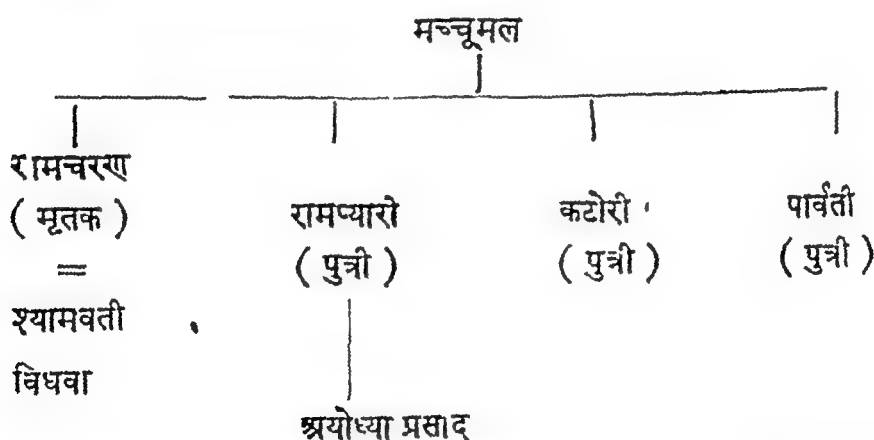 मच्चूमल
रामचरण
( मृतक )
=
श्यामवती
विधवा
रामप्यारो
( पुत्री )
अयोध्या प्रसाद
कटोरी
( पुत्री )
पार्वती
( पुत्री )